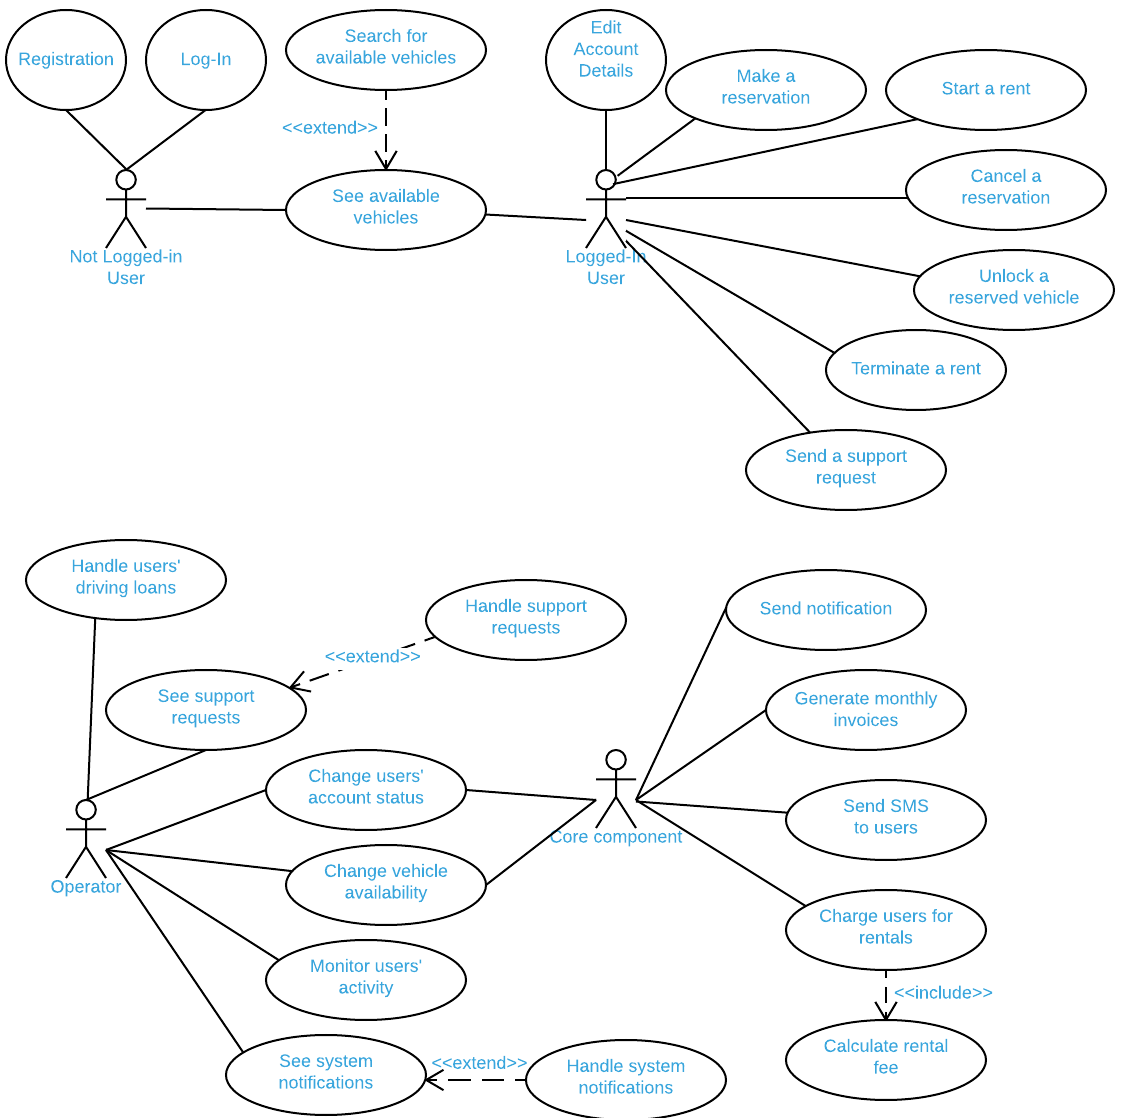 Registration
Log-In
Search for
available vehicles
Edit
Account
Details
Make a
reservation
Start a rent
<<extend>>
See available
vehicles
Cancel a
reservation
Not Logged-in
User
Logged-In
User
Unlock a
reserved vehicle
Terminate a rent
Send a support
request
Handle users'
driving loans
Handle support
requests
Send notification
<<extend>>
See support
requests
Generate monthly
invoices
Change users'
account status
Core component
Send SMS
to users
Operator
Change vehicle
availability
Charge users for
rentals
Monitor users'
activity
<<include>>
See system
notifications
<<extend>>
Handle system
notifications
Calculate rental
fee